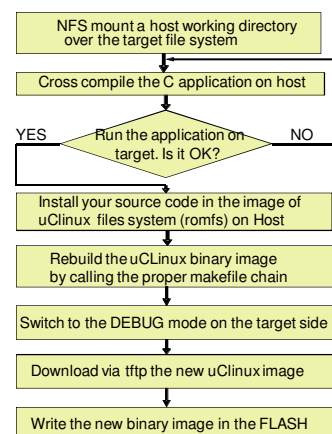 NFS mount a host working directory
over the target file system
Cross compile the C application on host
YES
Run the application on
target. Is it OK?
NO
Install your source code in the image of
uClinux files system (romfs) on Host
Rebuild the uCLinux binary image
by calling the proper makefile chain
Switch to the DEBUG mode on the target side
Download via tftp the new uClinux image
Write the new binary image in the FLASH